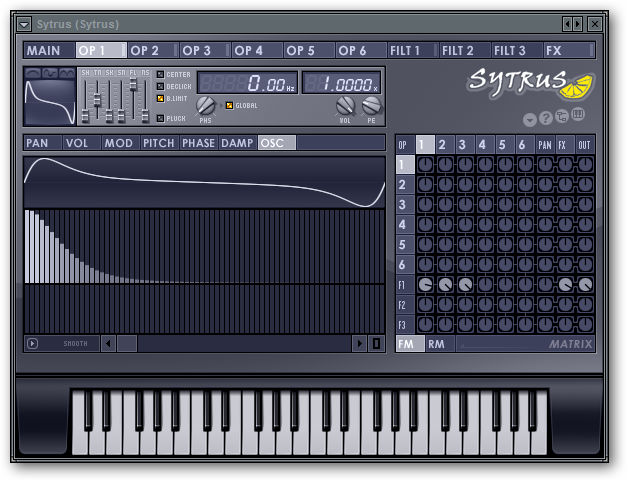 Sytrus (Sytrus)
MAIN OP 1 OP 2 OP 3 OP 4 OP 5 OP 6 FILT 1 FILT 2 FILT 3 FX
SH TN SK SN FL NS
CENTER
DECLICK
B.LIMIT
PLUCK
0.00 Hz
1.0000 x
PHS
GLOBAL
VOL
PE
SYTRUS
?
PAN VOL MOD PITCH PHASE DAMP OSC
OP 1 2 3 4 5 6 PAN FX OUT
1
2
3
4
5
6
F1
F2
F3
SMOOTH
FM RM MATRIX